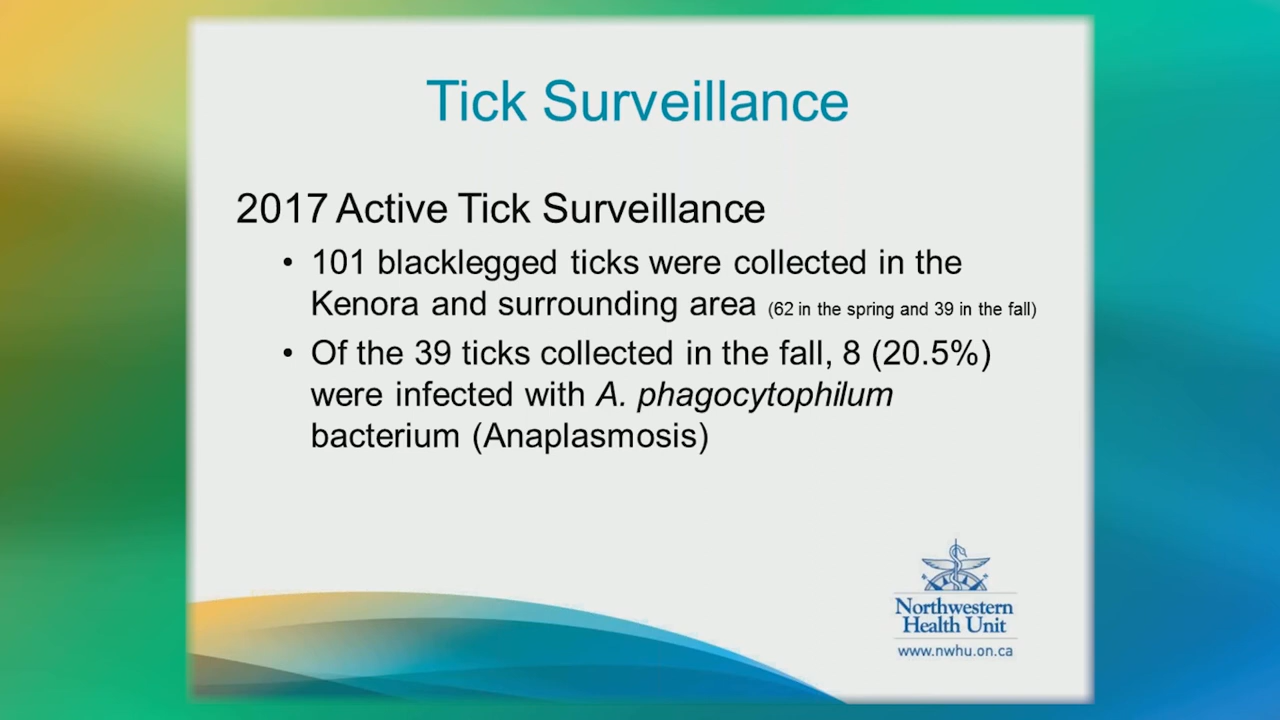 Tick Surveillance
2017 Active Tick Surveillance
• 101 blacklegged ticks were collected in the
Kenora and surrounding area (62 in the spring and 39 in the fall)
• Of the 39 ticks collected in the fall, 8 (20.5%)
were infected with A. phagocytophilum
bacterium (Anaplasmosis)
Northwestern
Health Unit
www.nwhu.on.ca